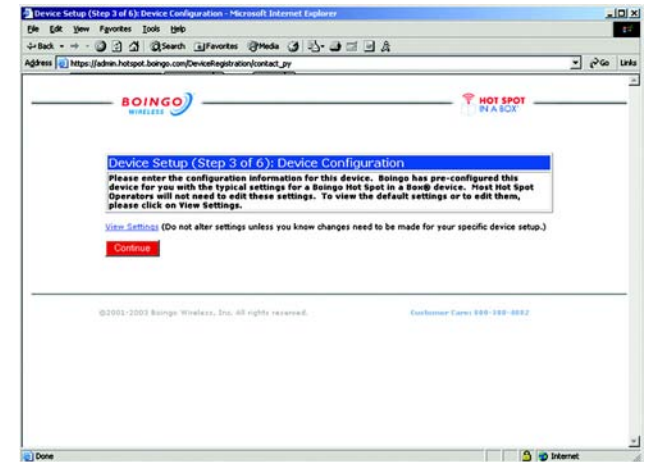 Device Setup (Step 3 of 6): Device Configuration - Microsoft Internet Explorer
File Edit View Favorites Tools Help
Back Search Favorites Media
Address https://admin.hotspot.boingo.com/DeviceRegistration/contact_py Go Links
BOINGO
WIRELESS
HOT SPOT
IN A BOX
Device Setup (Step 3 of 6): Device Configuration
Please enter the configuration information for this device. Boingo has pre-configured this
device for you with the typical settings for a Boingo Hot Spot in a Box® device. Most Hot Spot
Operators will not need to edit these settings. To view the default settings or to edit them,
please click on View Settings.
View Settings (Do not alter settings unless you know changes need to be made for your specific device setup.)
Continue
©2001-2003 Boingo Wireless, Inc. All rights reserved.
Customer Care:
Done
Internet